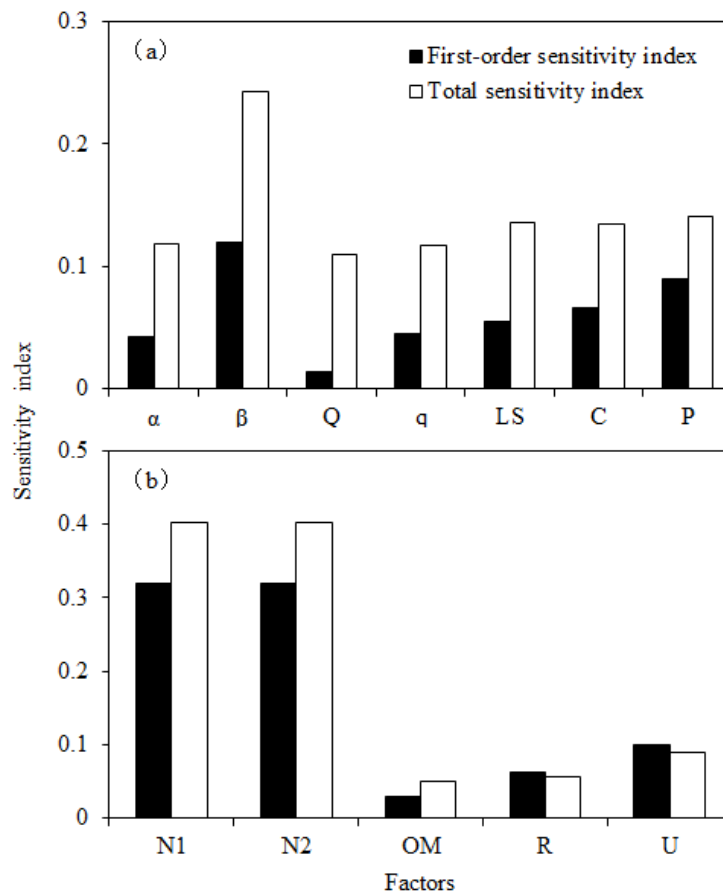 0.3
(a)
First-order sensitivity index
Total sensitivity index
0.2
0.1
0
α β Q q LS C P
Sensitivity index
0.5
(b)
0.4
0.3
0.2
0.1
0
N1 N2 OM R U
Factors